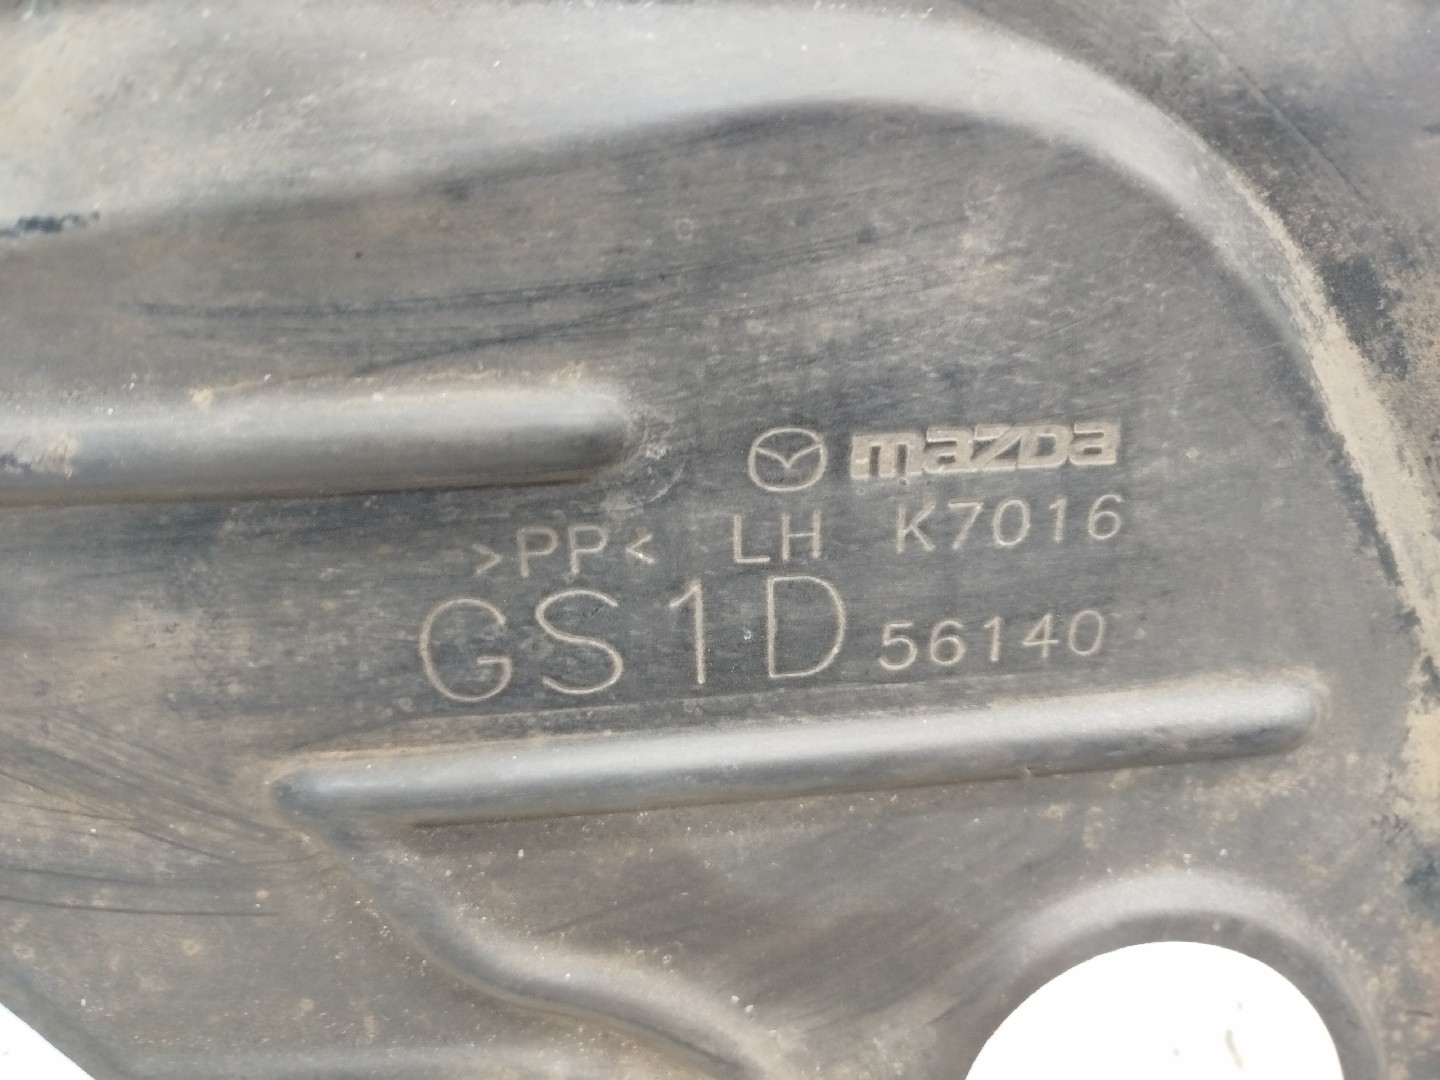 mazda
>PP< LH K7016
GS1D 56140